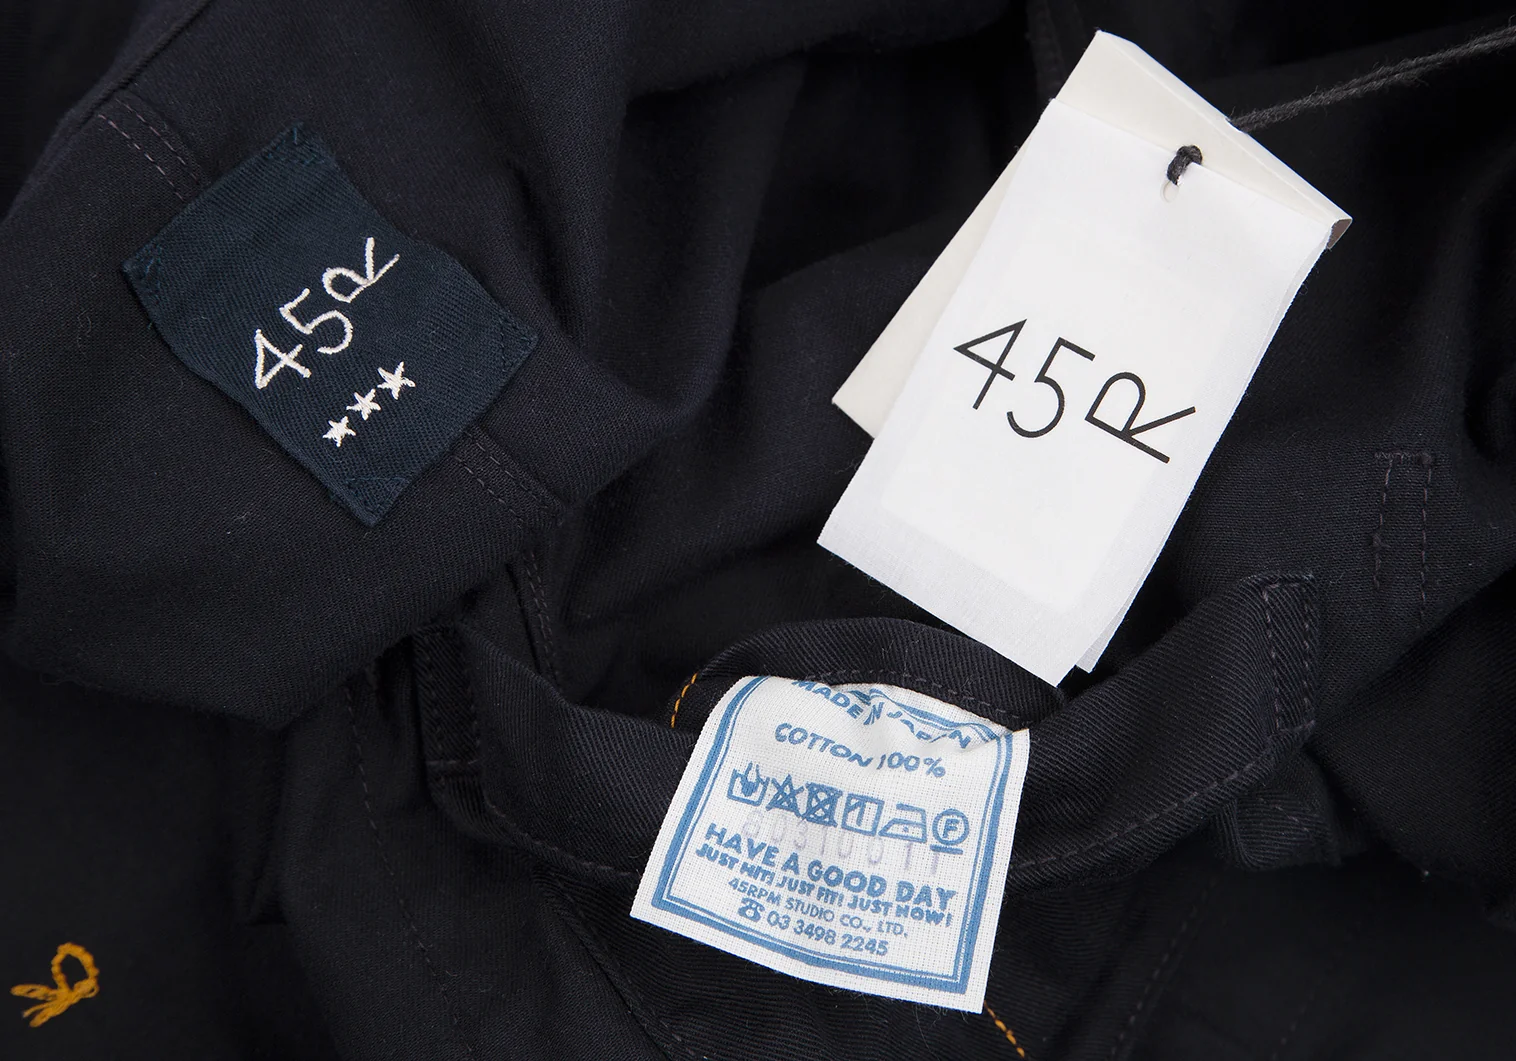 45R
45R
MADE IN JAPAN
COTTON 100%
F
HAVE A GOOD DAY
JUST HIT! JUST FIT! JUST NOW!
45RPM STUDIO CO., LTD.
☎ 03 3498 2245